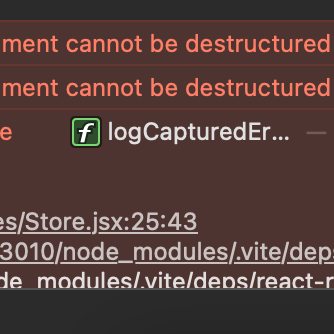 ment cannot be destructured
ment cannot be destructured
e f logCapturedEr... —
es/Store.jsx:25:43
3010/node_modules/.vite/dep
de_modules/.vite/deps/react-r